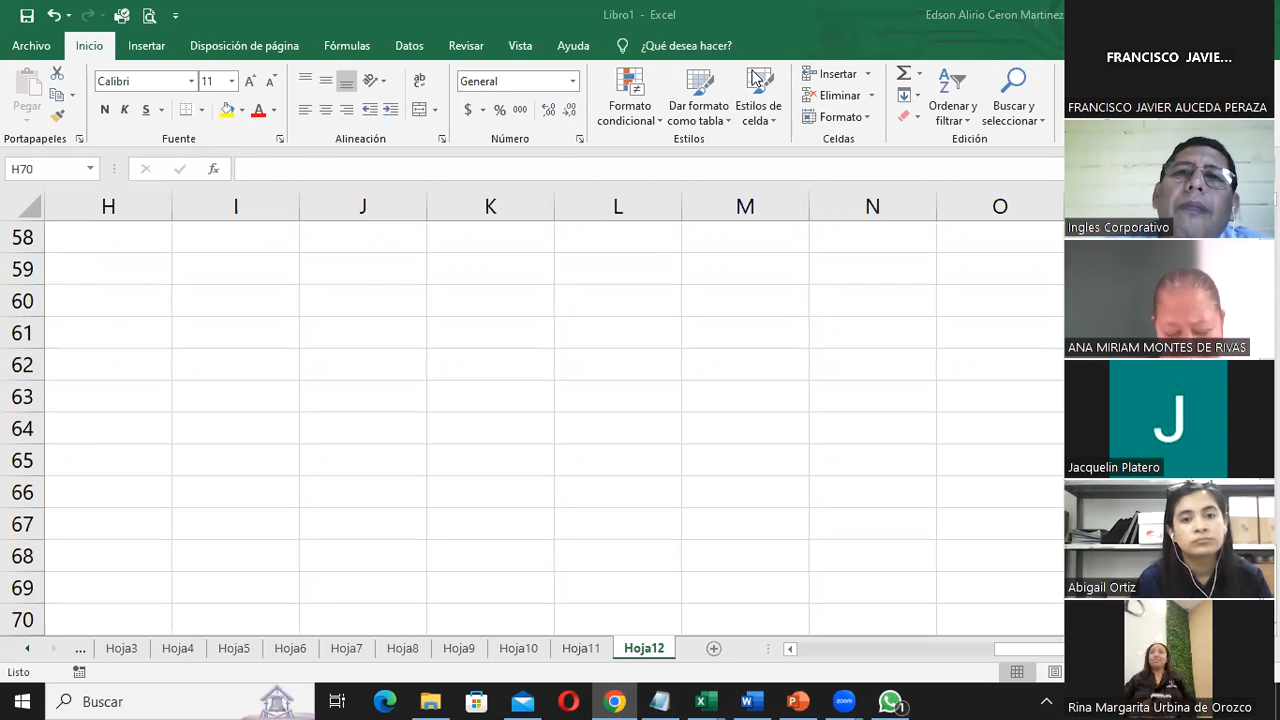 Libro1 - Excel
Edson Alirio Ceron Martinez
Archivo Inicio Insertar Disposición de página Fórmulas Datos Revisar Vista Ayuda ¿Qué desea hacer?
Pegar
Calibri 11
N K S
General
$ % 000
Formato condicional
Dar formato como tabla
Estilos de celda
Insertar
Eliminar
Formato
Ordenar y filtrar
Buscar y seleccionar
Portapapeles Fuente Alineación Número Estilos Celdas Edición
H70 fx
H I J K L M N O
58
59
60
61
62
63
64
65
66
67
68
69
70
... Hoja3 Hoja4 Hoja5 Hoja6 Hoja7 Hoja8 Hoja9 Hoja10 Hoja11 Hoja12
Listo
Buscar
zoom
1
FRANCISCO JAVIE...
FRANCISCO JAVIER AUCEDA PERAZA
Ingles Corporativo
ANA MIRIAM MONTES DE RIVAS
J
Jacquelin Platero
Abigail Ortiz
Rina Margarita Urbina de Orozco